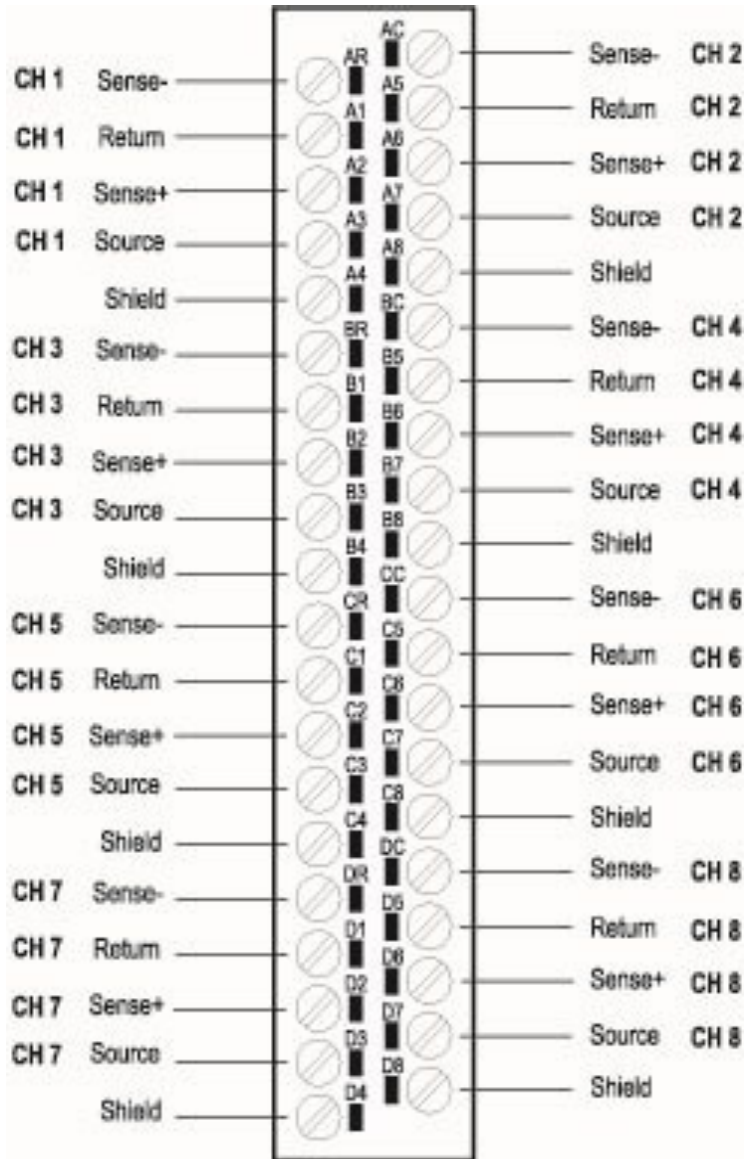 AC
Sense- CH 2
AR
CH 1 Sense-
A5
Return CH 2
A1
CH 1 Return
A6
Sense+ CH 2
A2
CH 1 Sense+
A7
Source CH 2
A3
CH 1 Source
A8
Shield
A4
Shield
BC
Sense- CH 4
BR
CH 3 Sense-
B5
Return CH 4
B1
CH 3 Return
B6
Sense+ CH 4
B2
CH 3 Sense+
B7
Source CH 4
B3
CH 3 Source
B8
Shield
B4
Shield
CC
Sense- CH 6
CR
CH 5 Sense-
C5
Return CH 6
C1
CH 5 Return
C6
Sense+ CH 6
C2
CH 5 Sense+
C7
Source CH 6
C3
CH 5 Source
C8
Shield
C4
Shield
DC
Sense- CH 8
DR
CH 7 Sense-
D5
Return CH 8
D1
CH 7 Return
D6
Sense+ CH 8
D2
CH 7 Sense+
D7
Source CH 8
D3
CH 7 Source
D8
Shield
D4
Shield